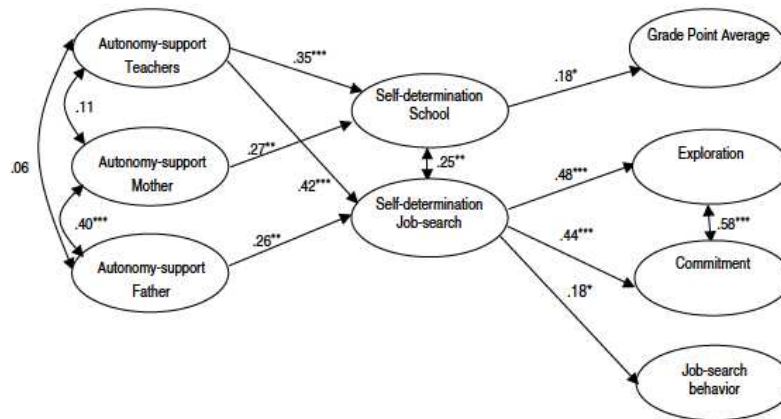 Autonomy-support
Teachers
.35***
Grade Point Average
.18*
Self-determination
School
.11
Autonomy-support
Mother
.27**
.25**
Exploration
.48***
.06
.42***
Self-determination
Job-search
.58***
.40***
.26**
.44***
Autonomy-support
Father
Commitment
.18*
Job-search
behavior